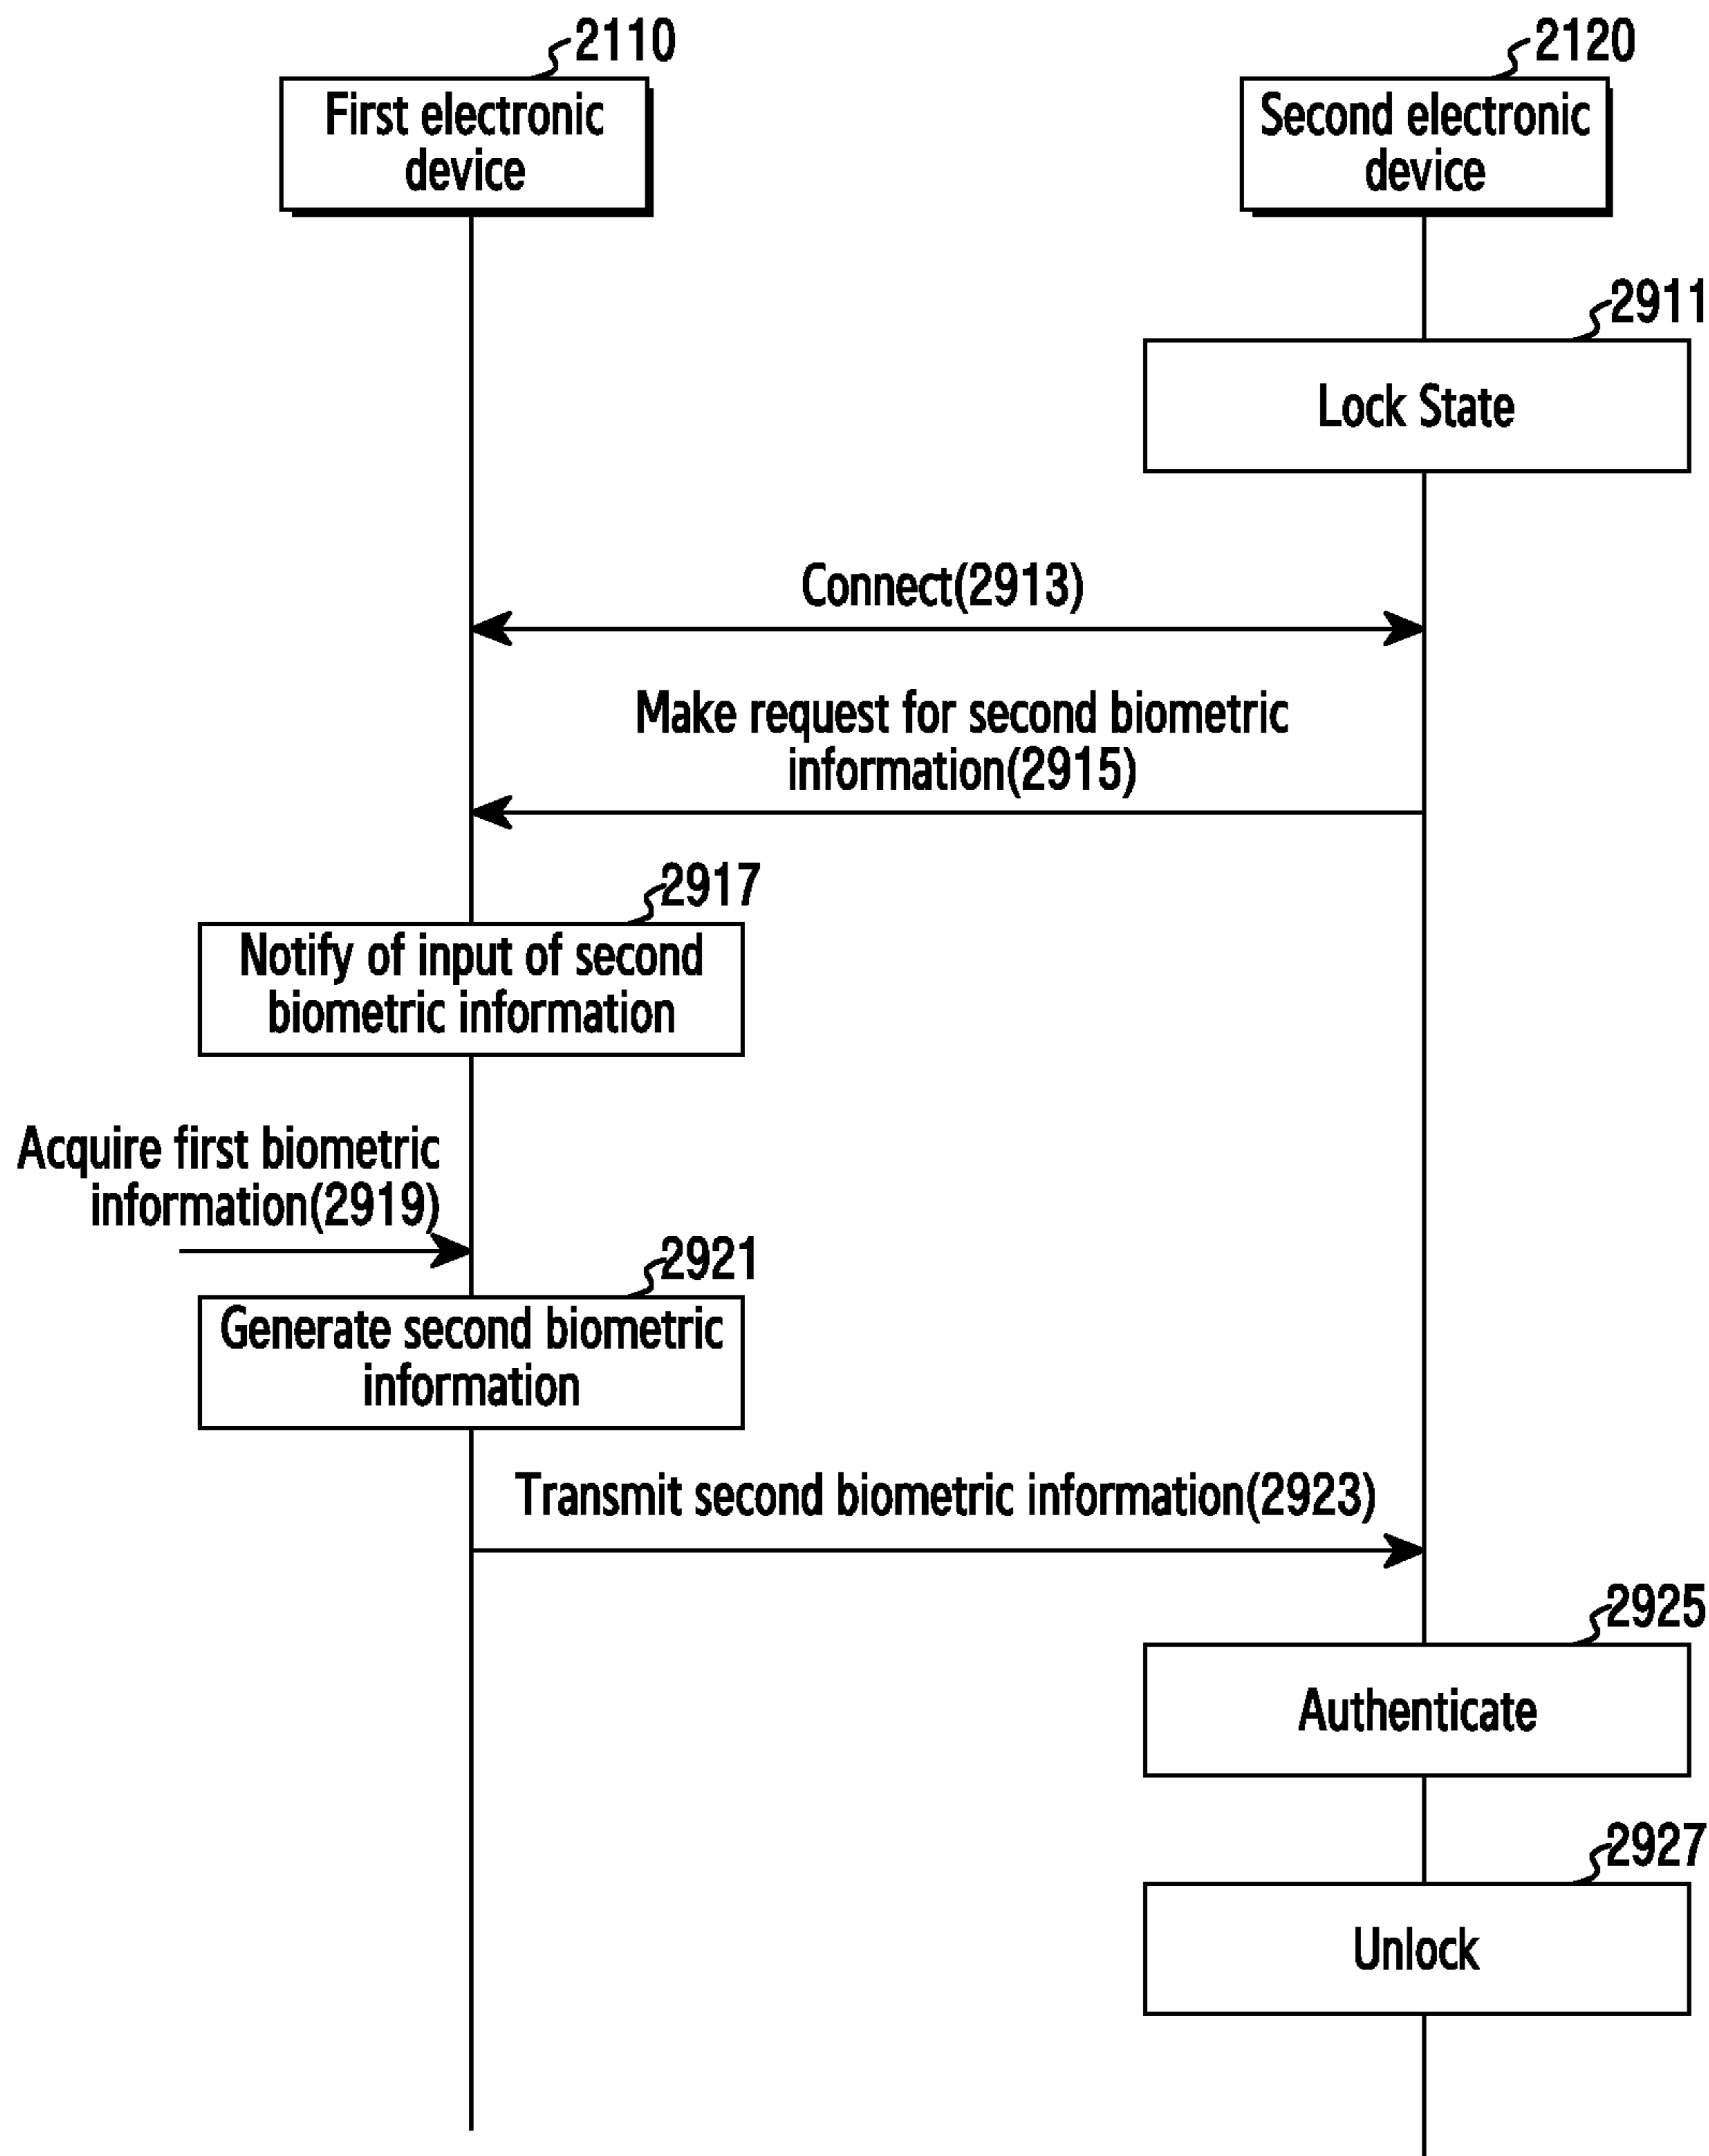 2110
First electronic
device
2120
Second electronic
device
2911
Lock State
Connect(2913)
Make request for second biometric
information(2915)
2917
Notify of input of second
biometric information
Acquire first biometric
information(2919)
2921
Generate second biometric
information
Transmit second biometric information(2923)
2925
Authenticate
2927
Unlock